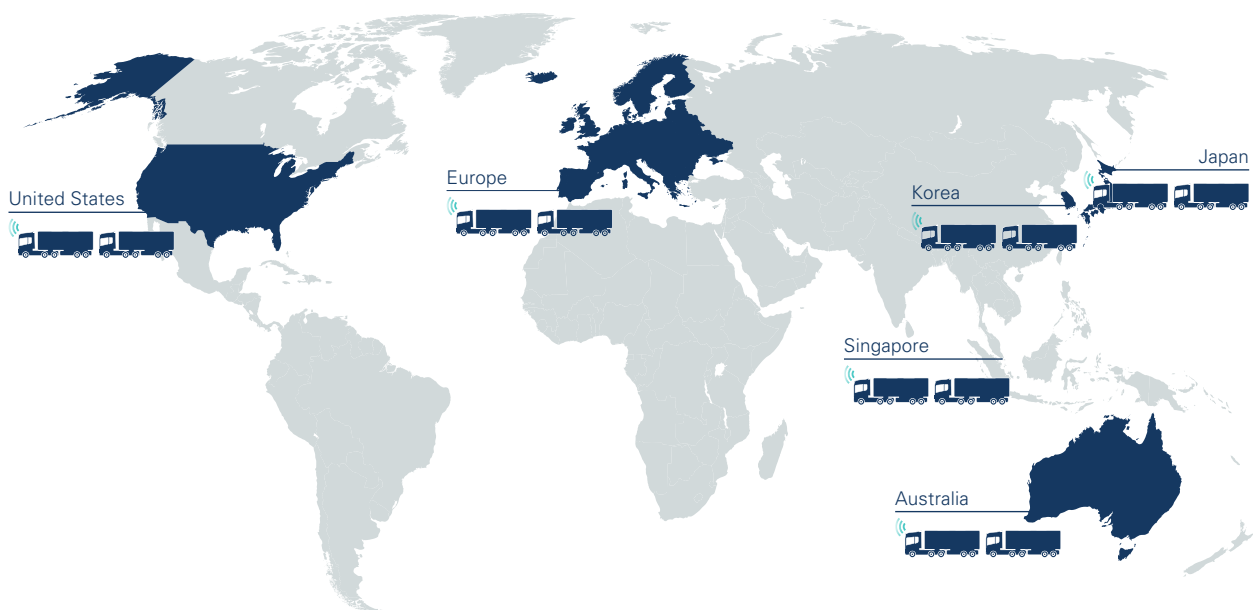 Japan
Europe
Korea
United States
Singapore
Australia